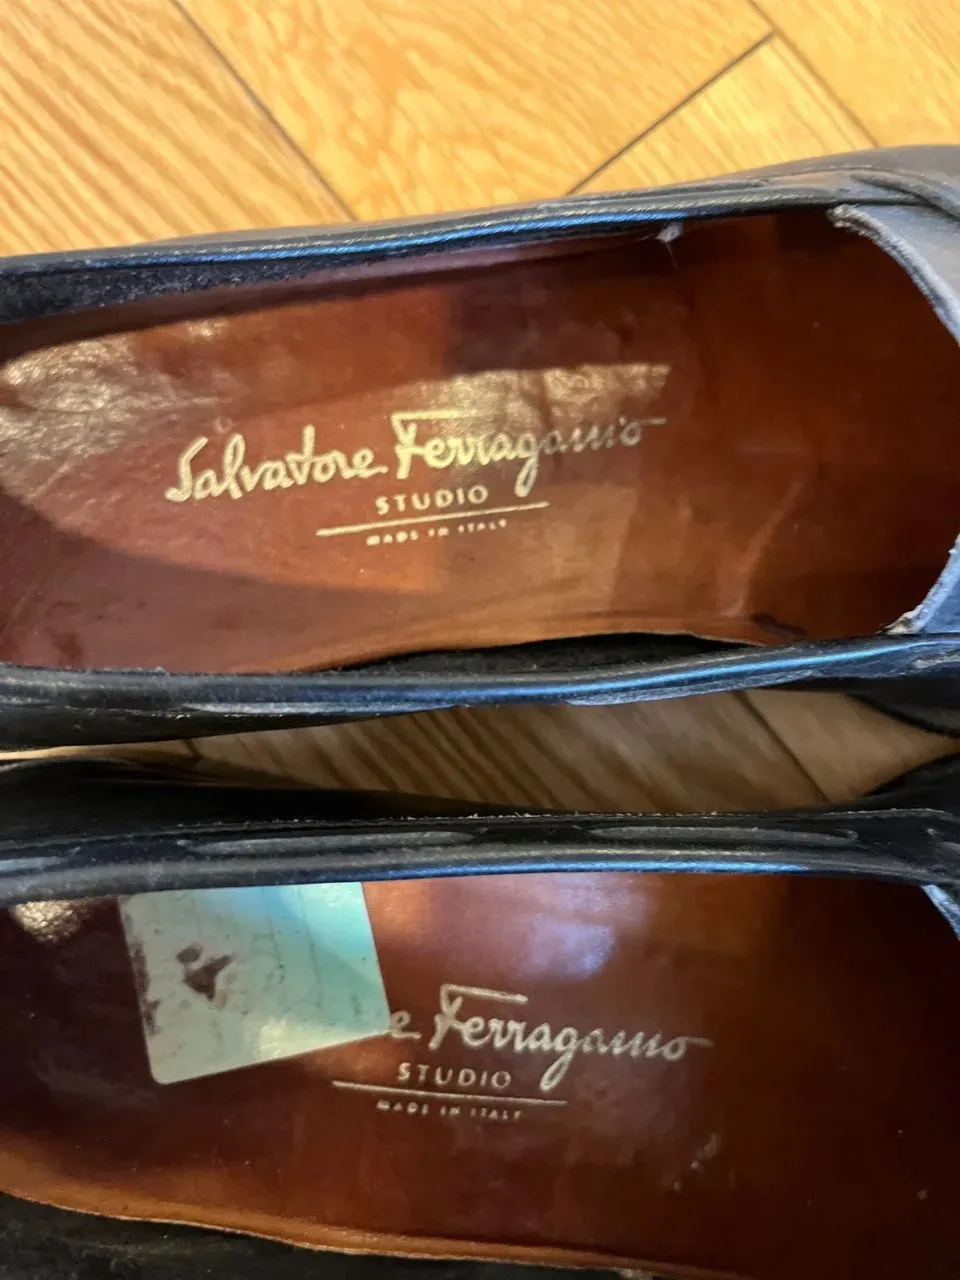 Salvatore Ferragamo
STUDIO
MADE IN ITALY
e Ferragamo
STUDIO
MADE IN ITALY